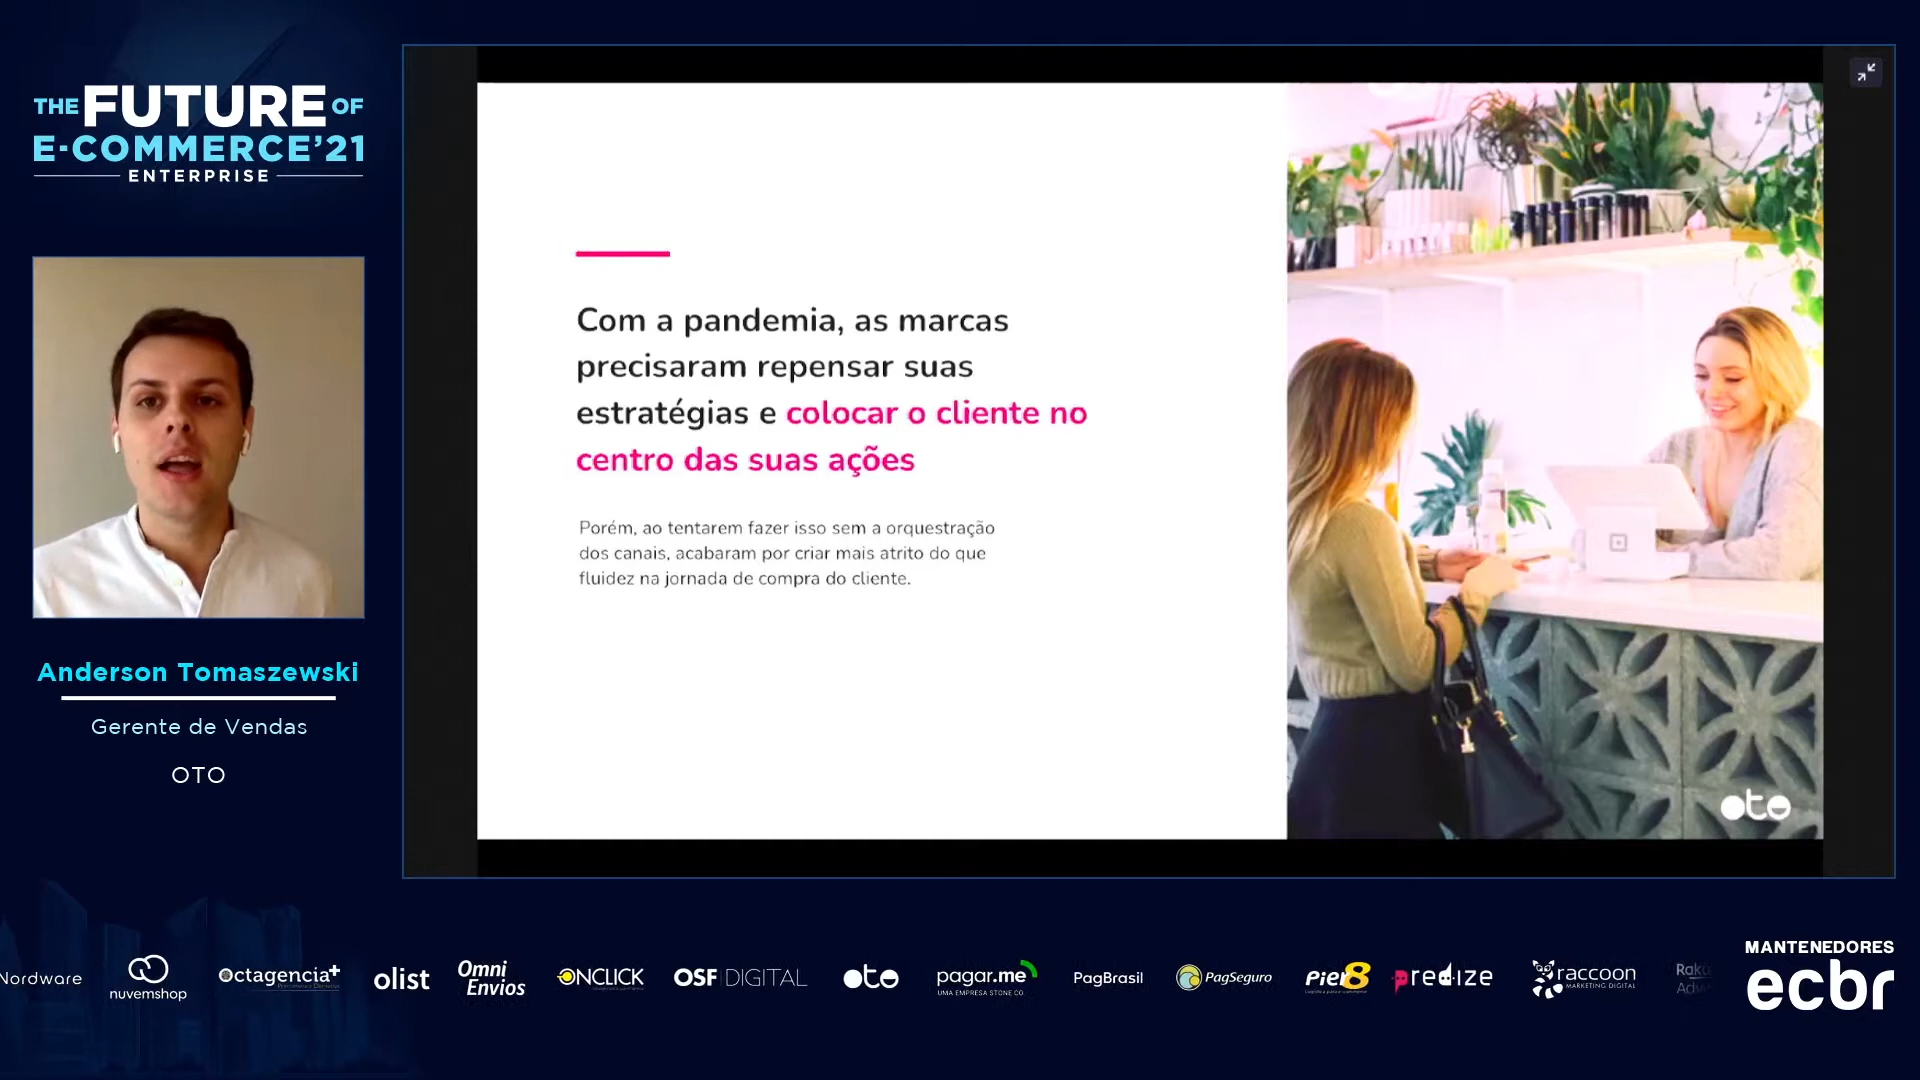 THE FUTURE OF
E-COMMERCE'21
ENTERPRISE
Anderson Tomaszewski
Gerente de Vendas
OTO
Com a pandemia, as marcas
precisaram repensar suas
estratégias e colocar o cliente no
centro das suas ações
Porém, ao tentarem fazer isso sem a orquestração
dos canais, acabaram por criar mais atrito do que
fluidez na jornada de compra do cliente.
oto
Nordware
nuvemshop
octagencia+
olist
Omni
Envios
ONCLICK
OSF DIGITAL
oto
pagar.me
UMA EMPRESA STONE CO.
PagBrasil
PagSeguro
Pier8
predize
raccoon
MARKETING DIGITAL
MANTENEDORES
ecbr